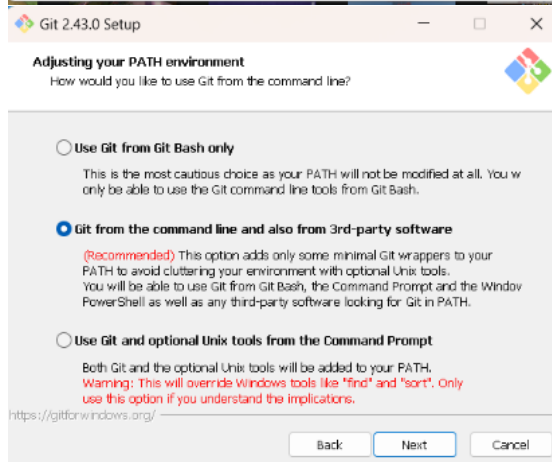 Git 2.43.0 Setup
Adjusting your PATH environment
How would you like to use Git from the command line?
Use Git from Git Bash only
This is the most cautious choice as your PATH will not be modified at all. You w
only be able to use the Git command line tools from Git Bash.
Git from the command line and also from 3rd-party software
(Recommended) This option adds only some minimal Git wrappers to your
PATH to avoid cluttering your environment with optional Unix tools.
You will be able to use Git from Git Bash, the Command Prompt and the Window
PowerShell as well as any third-party software looking for Git in PATH.
Use Git and optional Unix tools from the Command Prompt
Both Git and the optional Unix tools will be added to your PATH.
Warning: This will override Windows tools like "find" and "sort". Only
use this option if you understand the implications.
https://gitforwindows.org/
Back Next Cancel